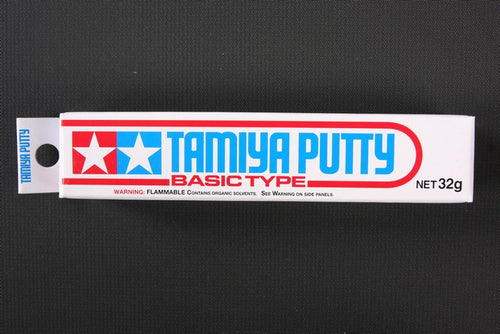 TAMIYA PUTTY
TAMIYA PUTTY
BASIC TYPE
NET 32g
WARNING: FLAMMABLE CONTAINS ORGANIC SOLVENTS. SEE WARNING ON SIDE PANELS.